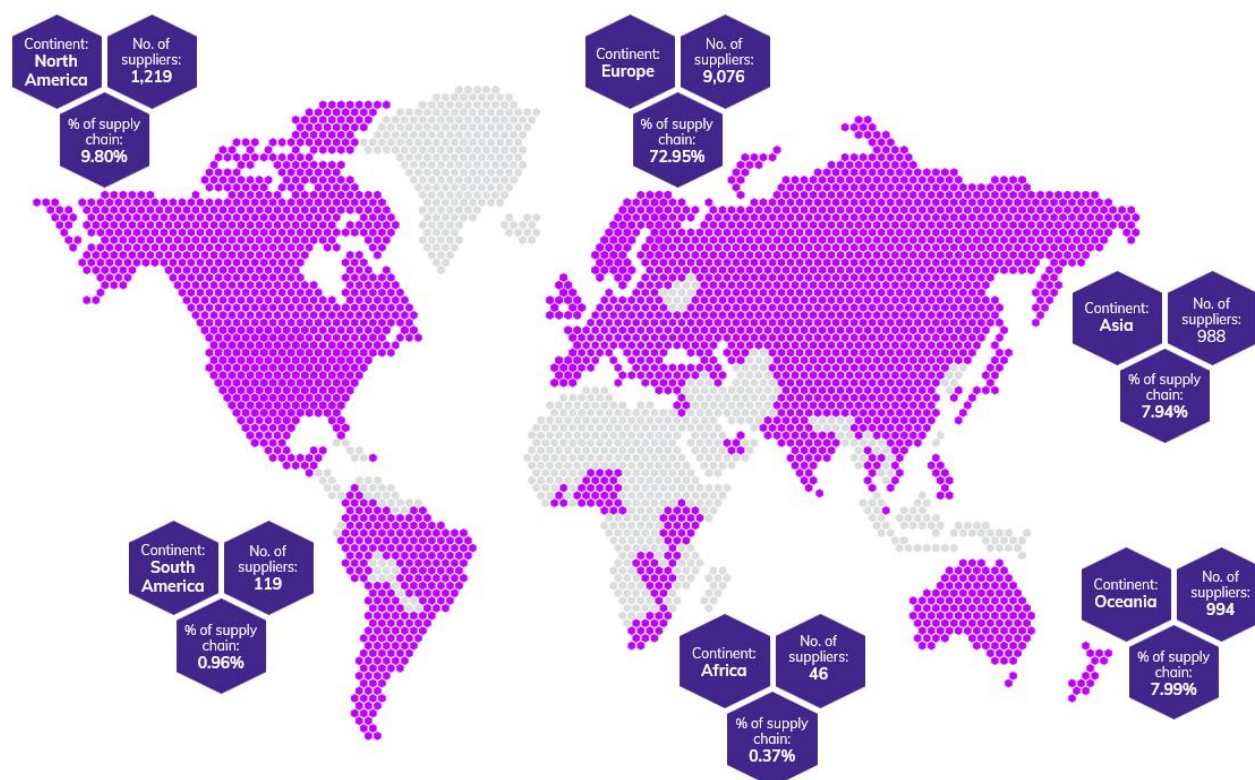 Continent:
North
America
No. of
suppliers:
1,219
% of supply
chain:
9.80%
Continent:
Europe
No. of
suppliers:
9,076
% of supply
chain:
72.95%
Continent:
Asia
No. of
suppliers:
988
% of supply
chain:
7.94%
Continent:
South
America
No. of
suppliers:
119
% of supply
chain:
0.96%
Continent:
Africa
No. of
suppliers:
46
% of supply
chain:
0.37%
Continent:
Oceania
No. of
suppliers:
994
% of supply
chain:
7.99%